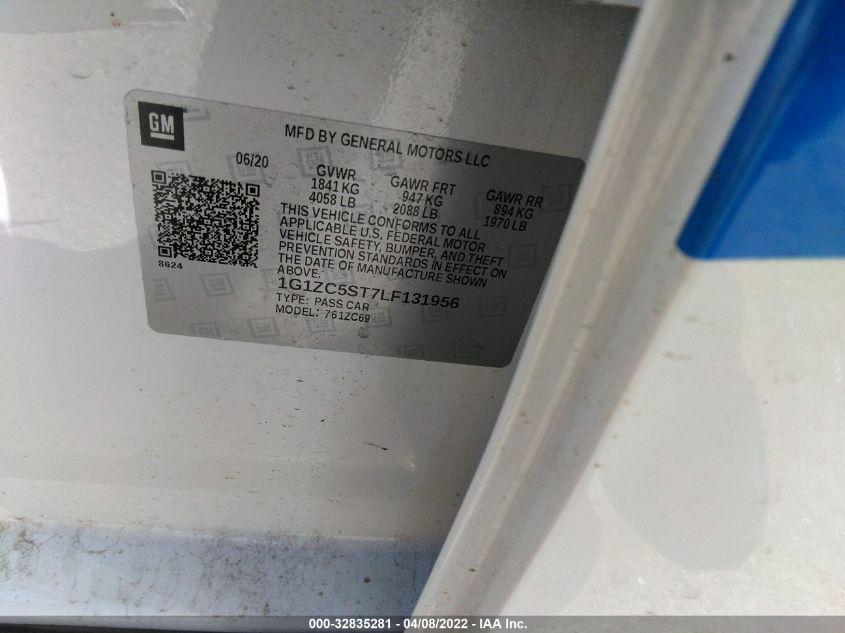 GM
MFD BY GENERAL MOTORS LLC
06/20
GVWR
1841 KG
4058 LB
GAWR FRT
947 KG
2088 LB
GAWR RR
894 KG
1970 LB
THIS VEHICLE CONFORMS TO ALL
APPLICABLE U.S. FEDERAL MOTOR
VEHICLE SAFETY, BUMPER, AND THEFT
PREVENTION STANDARDS IN EFFECT ON
THE DATE OF MANUFACTURE SHOWN
ABOVE.
8624
1G1ZC5ST7LF131956
TYPE: PASS CAR
MODEL: 761ZC69
000-32835281 - 04/08/2022 - IAA Inc.